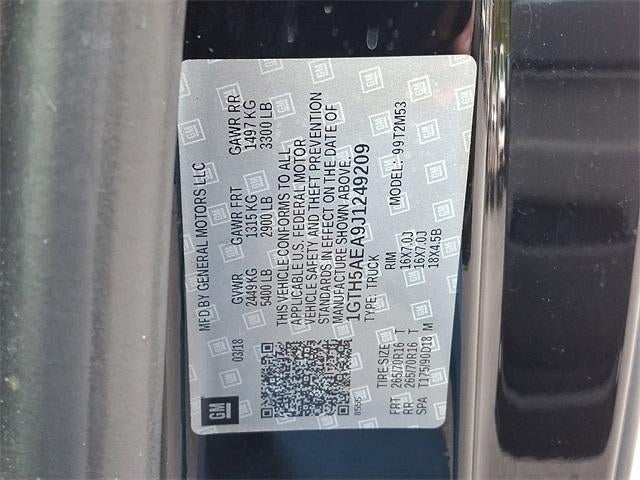 MFD BY GENERAL MOTORS LLC
03/18 GVWR GAWR FRT GAWR RR
2449 KG 1315 KG 1497 KG
5400 LB 2900 LB 3300 LB
THIS VEHICLE CONFORMS TO ALL
APPLICABLE U.S. FEDERAL MOTOR
VEHICLE SAFETY AND THEFT PREVENTION
STANDARDS IN EFFECT ON THE DATE OF
MANUFACTURE SHOWN ABOVE.
1GTH5AEA9J1249209
TYPE: TRUCK
MODEL: 99T2M53
GM
TIRE SIZE RIM
FRT 265/70R16 T 16X7.0J
RR 265/70R16 T 16X7.0J
SPA T175/90D18 M 18X4.5B